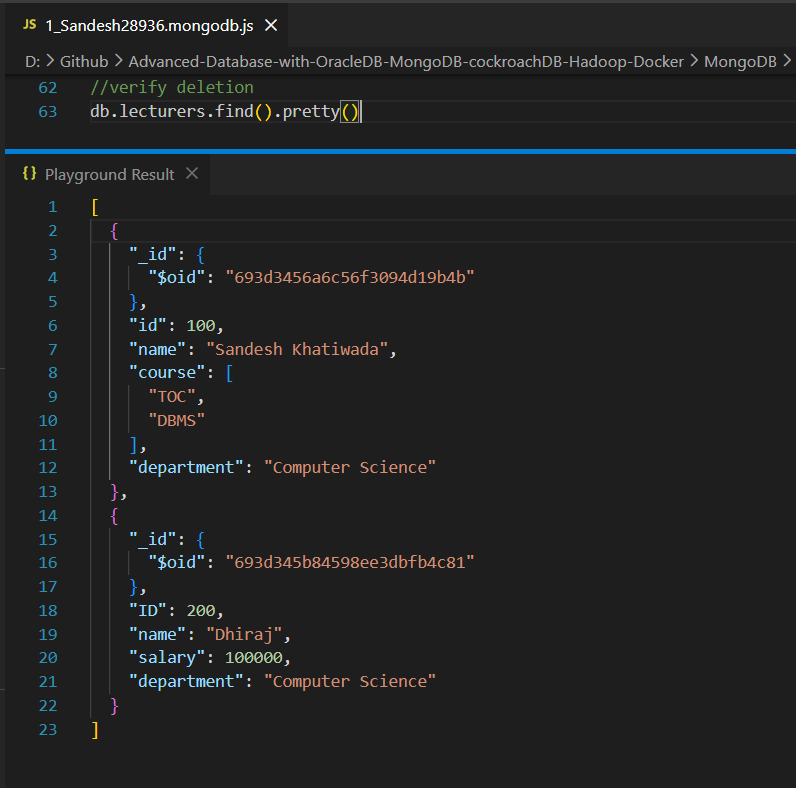 JS 1_Sandesh28936.mongodb.js ×
D: > Github > Advanced-Database-with-OracleDB-MongoDB-cockroachDB-Hadoop-Docker > MongoDB >
62 //verify deletion
63 db.lecturers.find().pretty()
{} Playground Result ×
1 [
2 {
3 "_id": {
4 "$oid": "693d3456a6c56f3094d19b4b"
5 },
6 "id": 100,
7 "name": "Sandesh Khatiwada",
8 "course": [
9 "TOC",
10 "DBMS"
11 ],
12 "department": "Computer Science"
13 },
14 {
15 "_id": {
16 "$oid": "693d345b84598ee3dbfb4c81"
17 },
18 "ID": 200,
19 "name": "Dhiraj",
20 "salary": 100000,
21 "department": "Computer Science"
22 }
23 ]